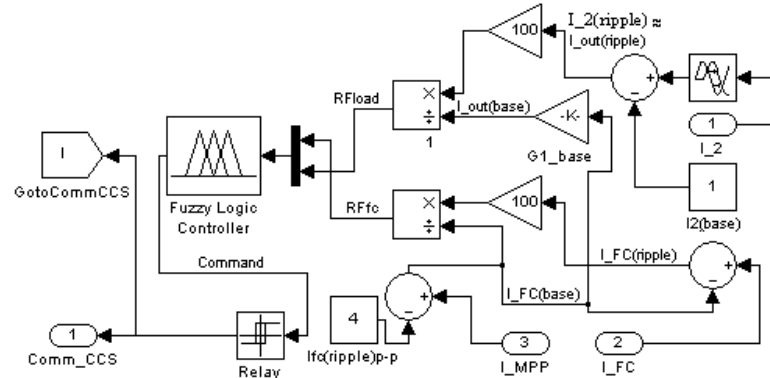 I_2(ripple) ≈
I_out(ripple)
100
RFload
I_out(base)
×
÷
1
-K-
G1_base
1
I_2
1
I2(base)
I
GotoCommCCS
Fuzzy Logic
Controller
RFfc
×
÷
100
I_FC(ripple)
Command
I_FC(base)
4
Ifc(ripple)p-p
3
I_MPP
2
I_FC
1
Comm_CCS
Relay
+
−
+
−
+
−